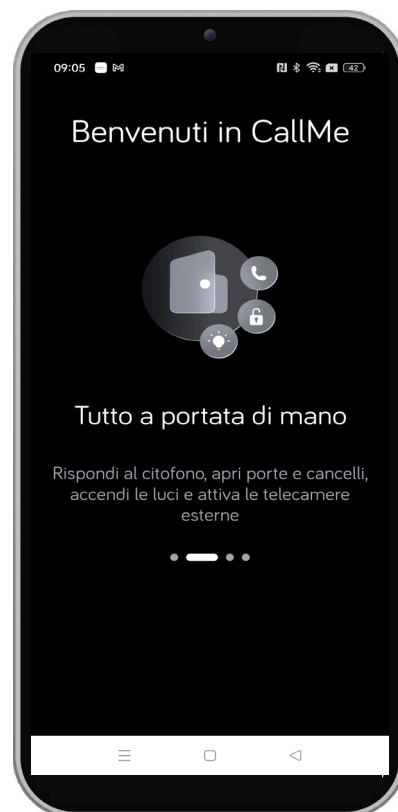 09:05
42
Benvenuti in CallMe
Tutto a portata di mano
Rispondi al citofono, apri porte e cancelli,
accendi le luci e attiva le telecamere
esterne